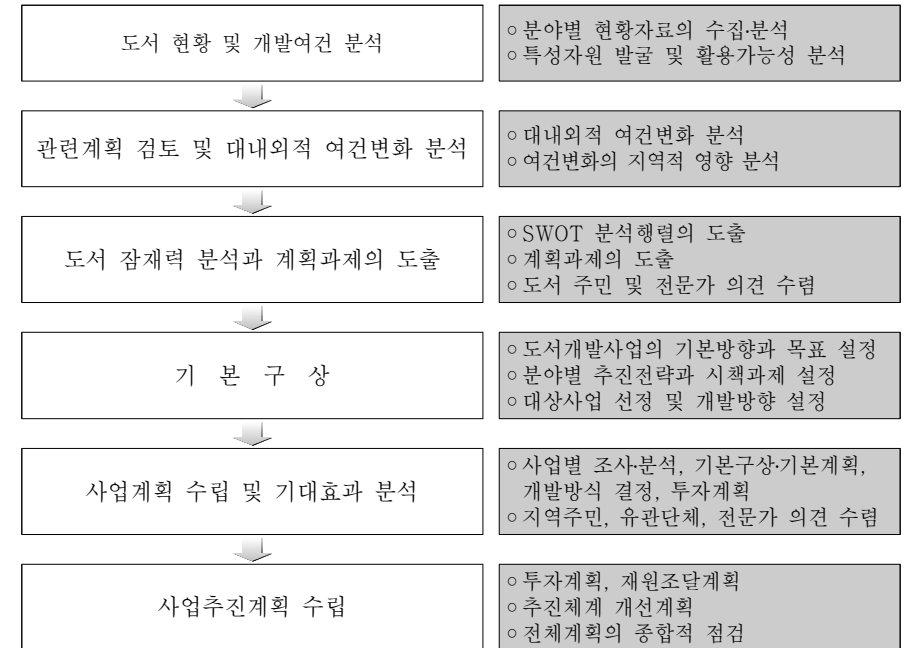 도서 현황 및 개발여건 분석
○분야별 현황자료의 수집·분석
○특성자원 발굴 및 활용가능성 분석
관련계획 검토 및 대내외적 여건변화 분석
○대내외적 여건변화 분석
○여건변화의 지역적 영향 분석
도서 잠재력 분석과 계획과제의 도출
○SWOT 분석행렬의 도출
○계획과제의 도출
○도서 주민 및 전문가 의견 수렴
기 본 구 상
○도서개발사업의 기본방향과 목표 설정
○분야별 추진전략과 시책과제 설정
○대상사업 선정 및 개발방향 설정
사업계획 수립 및 기대효과 분석
○사업별 조사·분석, 기본구상·기본계획,
개발방식 결정, 투자계획
○지역주민, 유관단체, 전문가 의견 수렴
사업추진계획 수립
○투자계획, 재원조달계획
○추진체계 개선계획
○전체계획의 종합적 점검